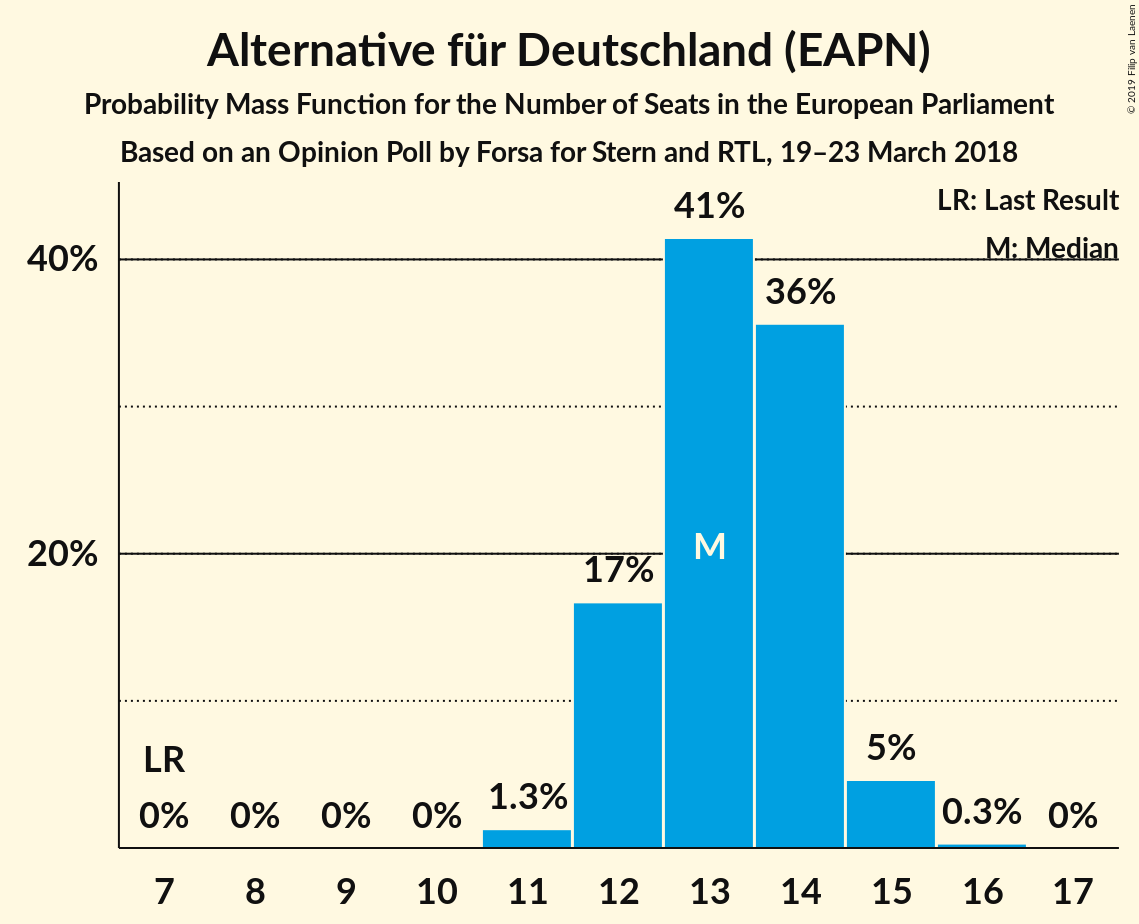 Alternative für Deutschland (EAPN)
Probability Mass Function for the Number of Seats in the European Parliament
Based on an Opinion Poll by Forsa for Stern and RTL, 19–23 March 2018
© 2019 Filip van Laenen
LR: Last Result
M: Median
41%
40%
36%
M
20%
17%
LR
5%
1.3%
0.3%
0%
0%
0%
0%
0%
7 8 9 10 11 12 13 14 15 16 17